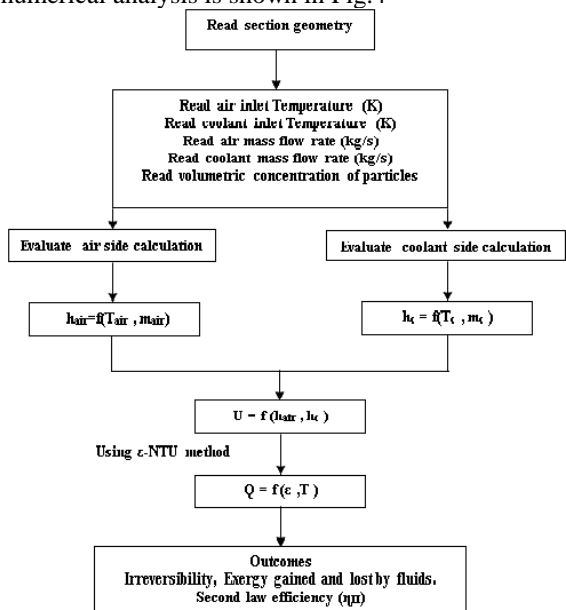 numerical analysis is shown in Fig.4
Read section geometry
Read air inlet Temperature (K)
Read coolant inlet Temperature (K)
Read air mass flow rate (kg/s)
Read coolant mass flow rate (kg/s)
Read volumetric concentration of particles
Evaluate air side calculation
Evaluate coolant side calculation
hair=f(Tair , mair)
hc = f(Tc , mc )
U = f (hair , hc )
Using ε-NTU method
Q = f (ε ,T )
Outcomes
Irreversibility, Exergy gained and lost by fluids.
Second law efficiency (ηII)